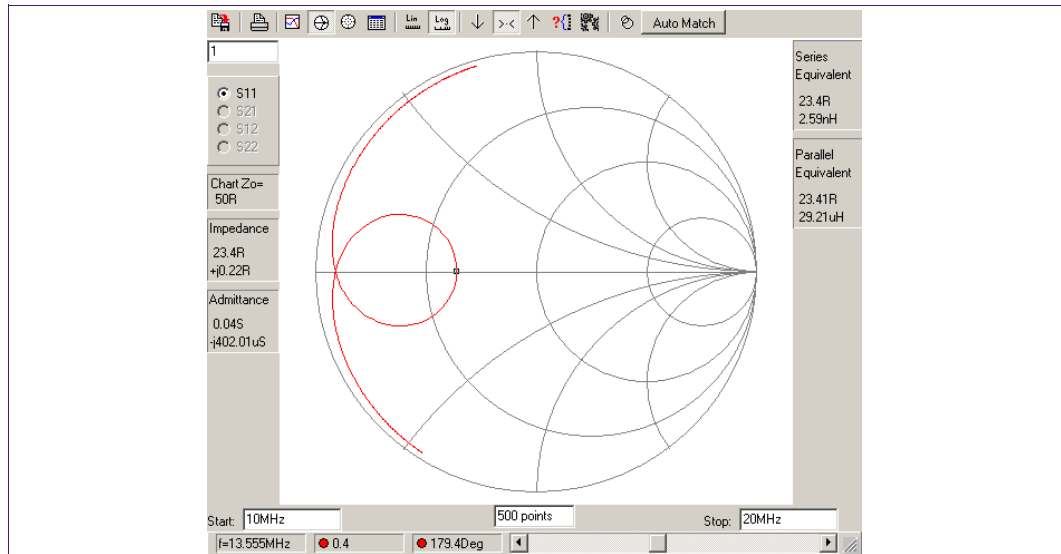 Lin
Log
Auto Match
1
S11
S21
S12
S22
Chart Zo=
50R
Impedance
23.4R
+j0.22R
Admittance
0.04S
-j402.01uS
Series
Equivalent
23.4R
2.59nH
Parallel
Equivalent
23.41R
29.21uH
Start: 10MHz
500 points
Stop: 20MHz
f=13.555MHz
0.4
179.4Deg